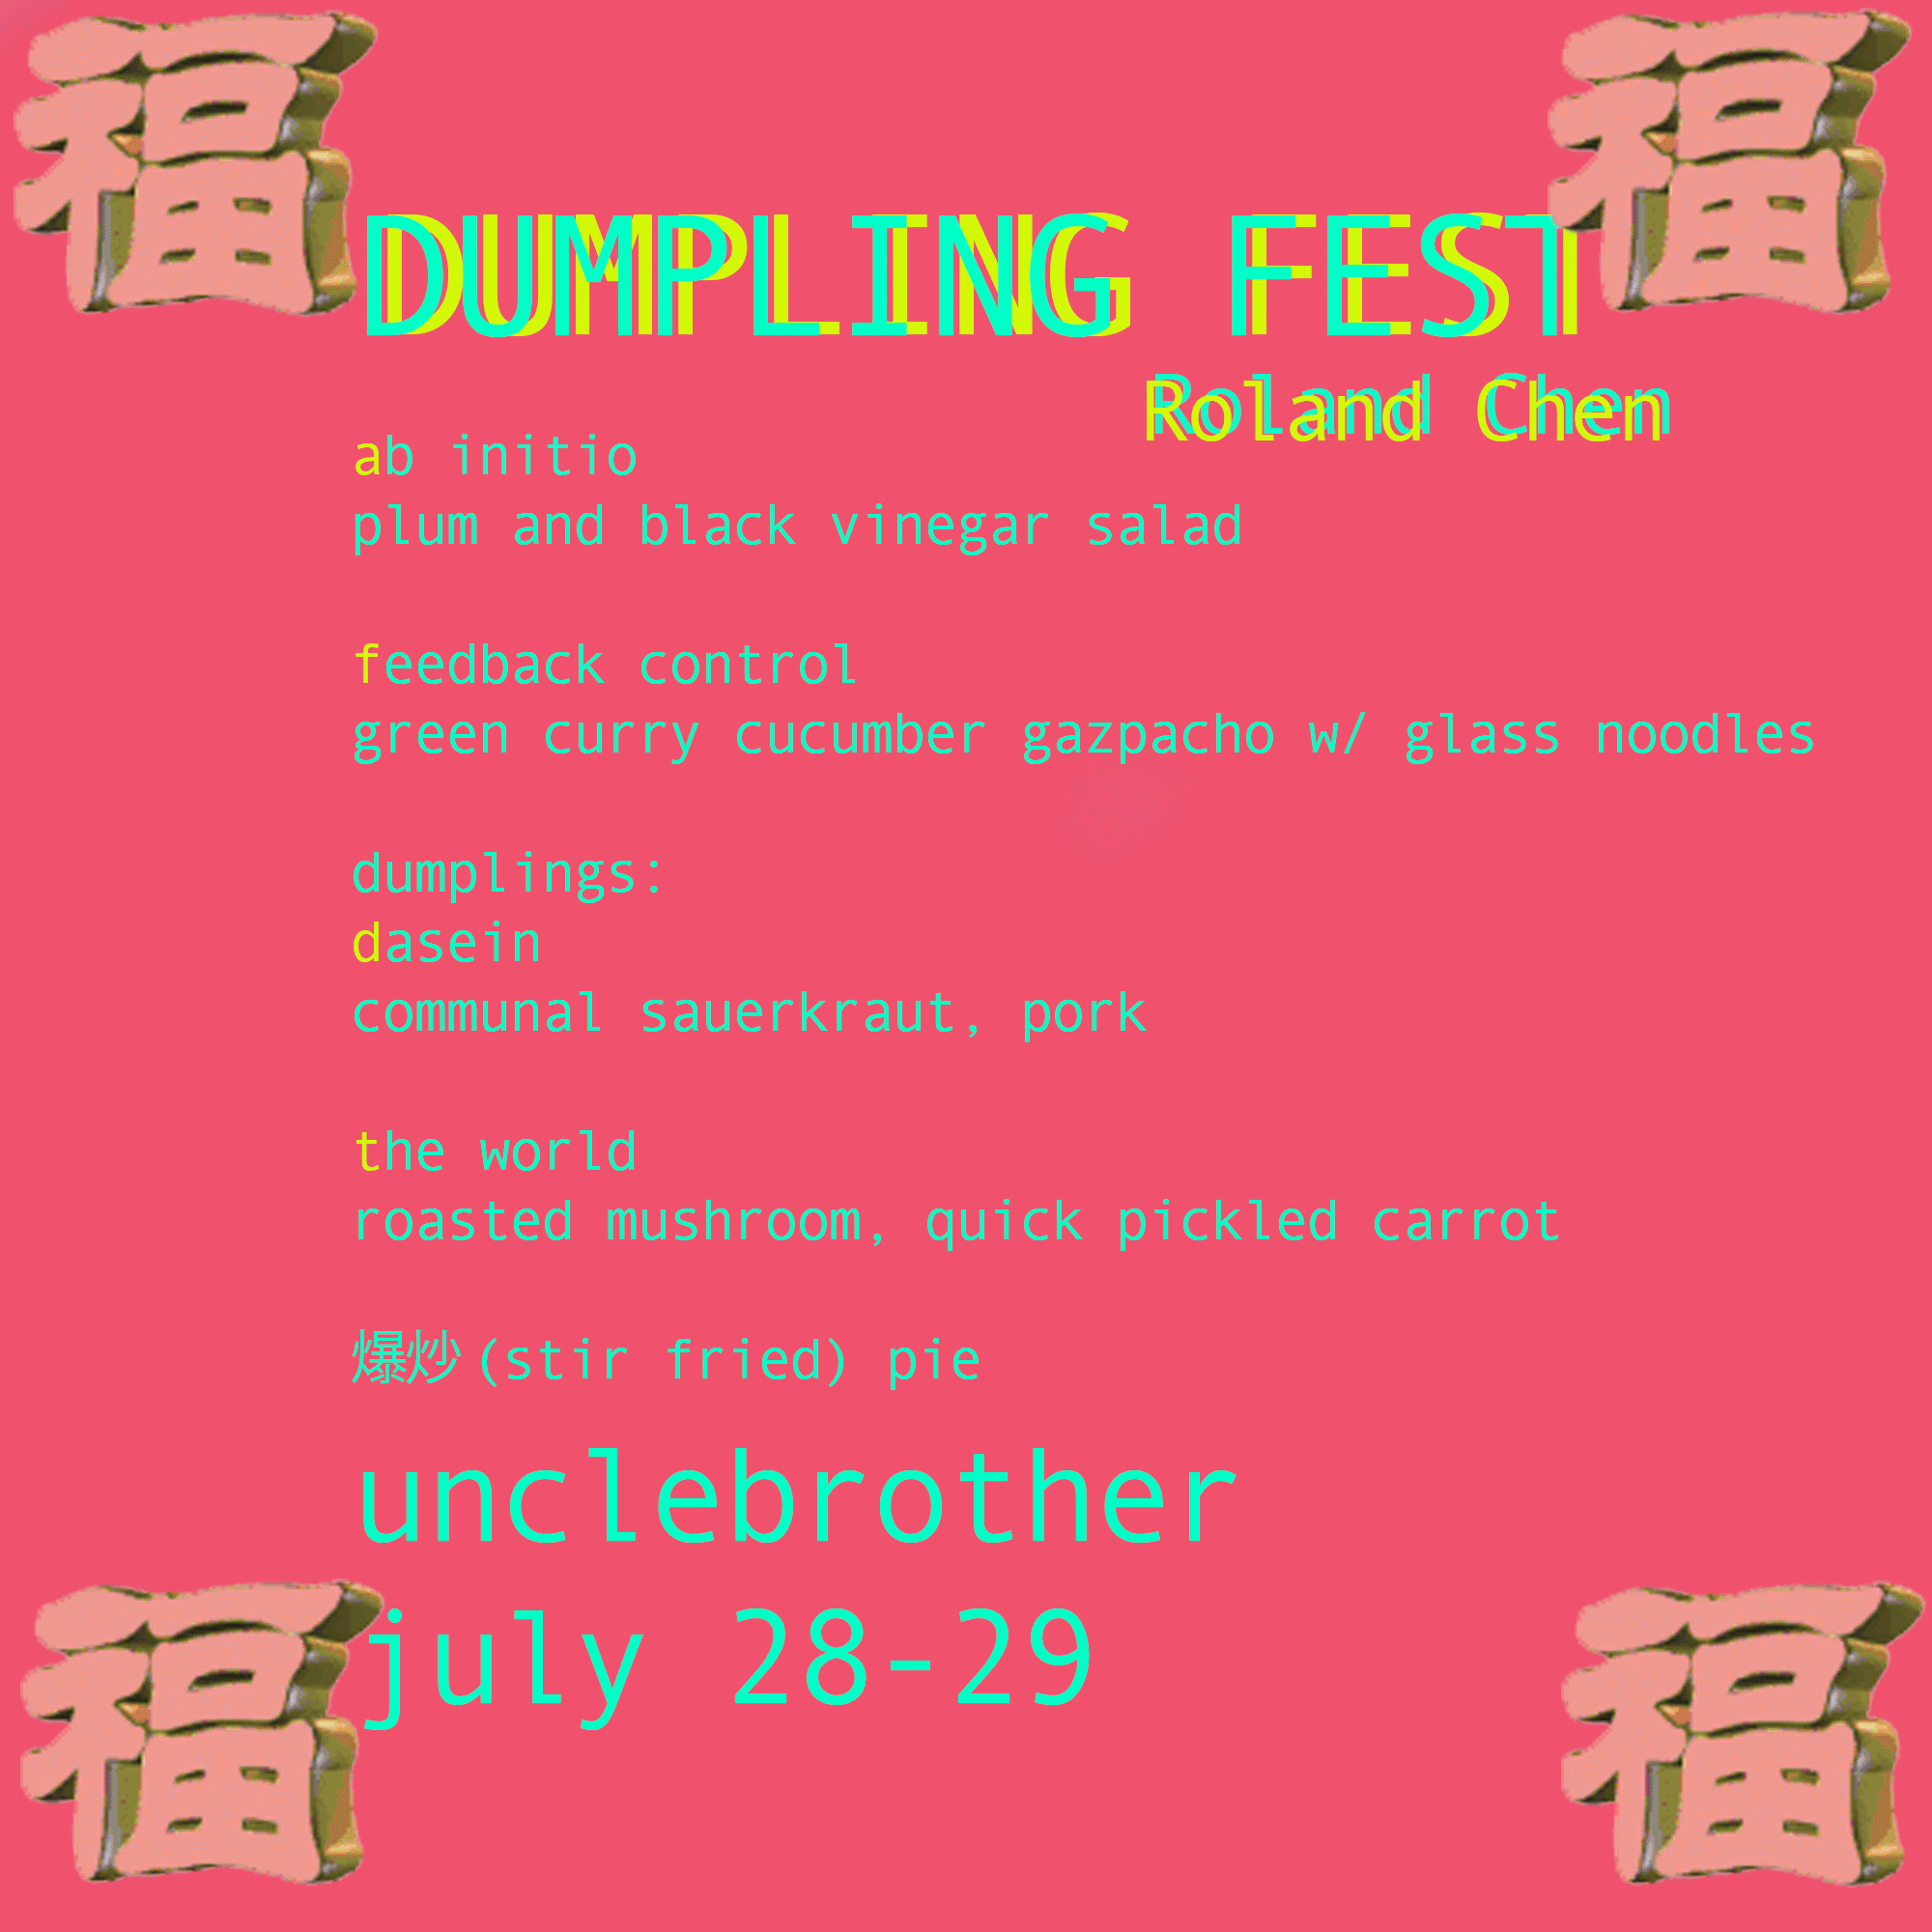 福 福
DUMPLING FEST
Roland Chen
ab initio
plum and black vinegar salad
feedback control
green curry cucumber gazpacho w/ glass noodles
dumplings:
dasein
communal sauerkraut, pork
the world
roasted mushroom, quick pickled carrot
爆炒(stir fried) pie
unclebrother
july 28-29
福 福